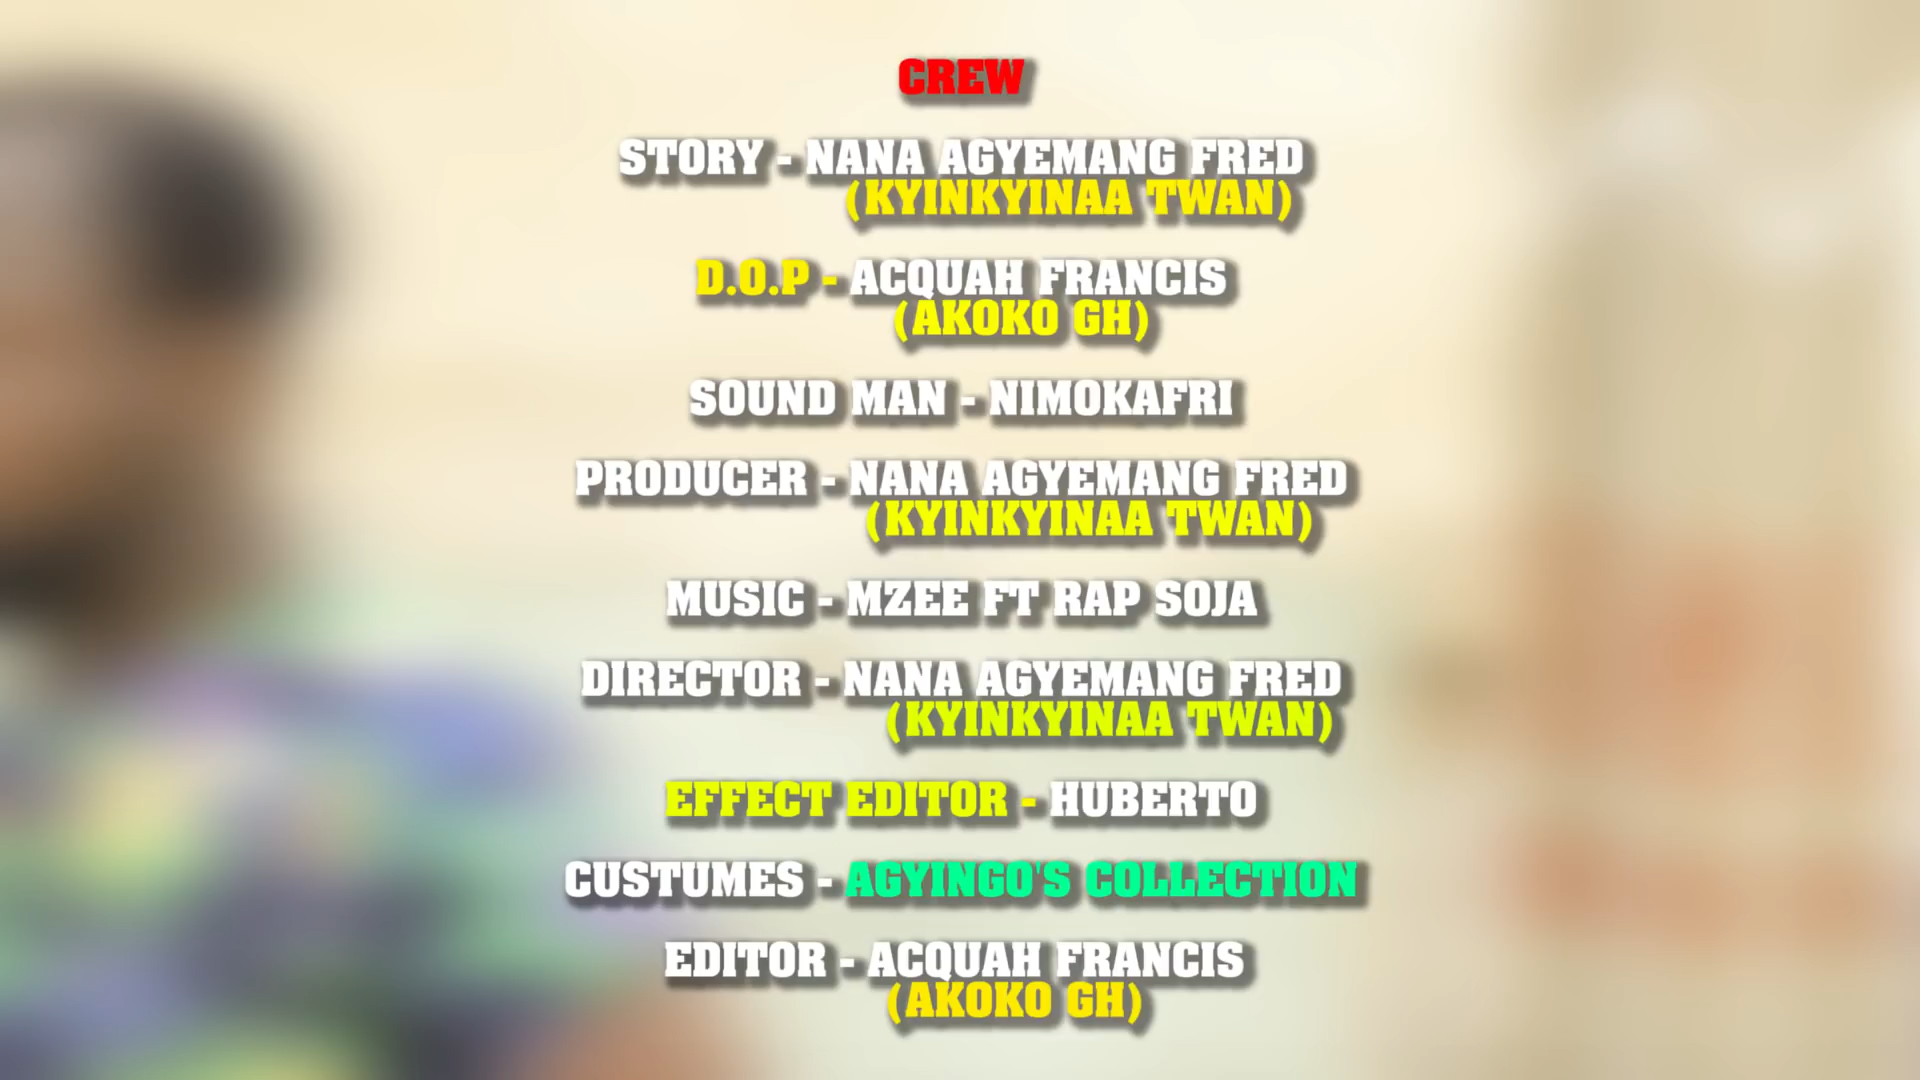 CREW
STORY - NANA AGYEMANG FRED
(KYINKYINAA TWAN)
D.O.P - ACQUAH FRANCIS
(AKOKO GH)
SOUND MAN - NIMOKAFRI
PRODUCER - NANA AGYEMANG FRED
(KYINKYINAA TWAN)
MUSIC - MZEE FT RAP SOJA
DIRECTOR - NANA AGYEMANG FRED
(KYINKYINAA TWAN)
EFFECT EDITOR - HUBERTO
CUSTUMES - AGYINGO'S COLLECTION
EDITOR - ACQUAH FRANCIS
(AKOKO GH)